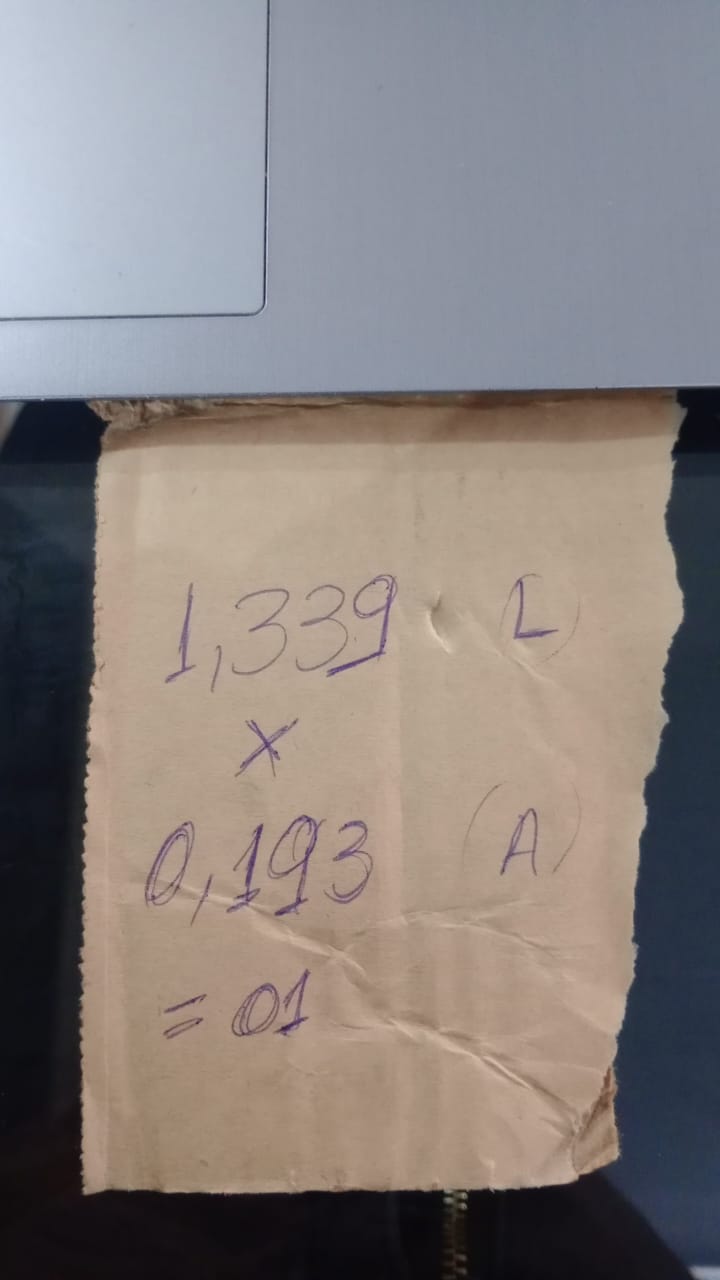 1,339 (L)
x
0,193 (A)
= 01